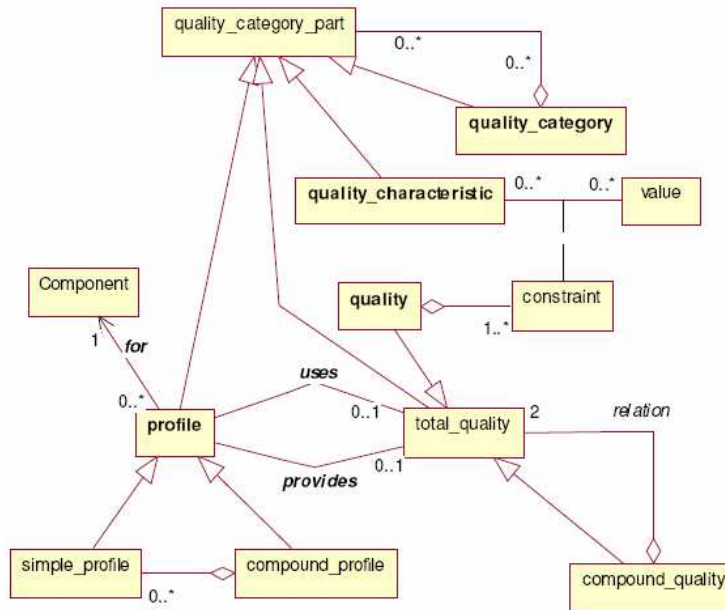 quality_category_part
0..*
0..*
quality_category
quality_characteristic
0..*
0..*
value
Component
quality
constraint
1
for
1..*
uses
0..*
0..1
2
relation
profile
total_quality
0..1
provides
simple_profile
compound_profile
0..*
compound_quality